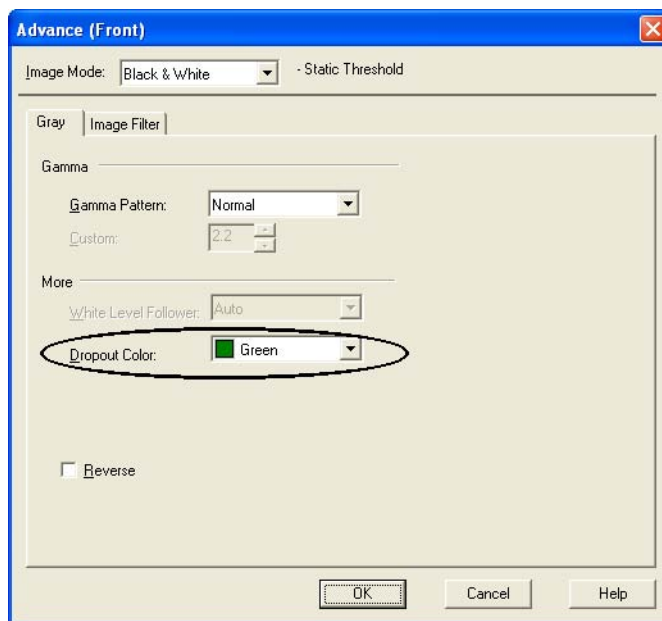 Advance (Front)
Image Mode: Black & White - Static Threshold
Gray Image Filter
Gamma
Gamma Pattern: Normal
Custom: 2.2
More
White Level Follower: Auto
Dropout Color: Green
Reverse
OK Cancel Help